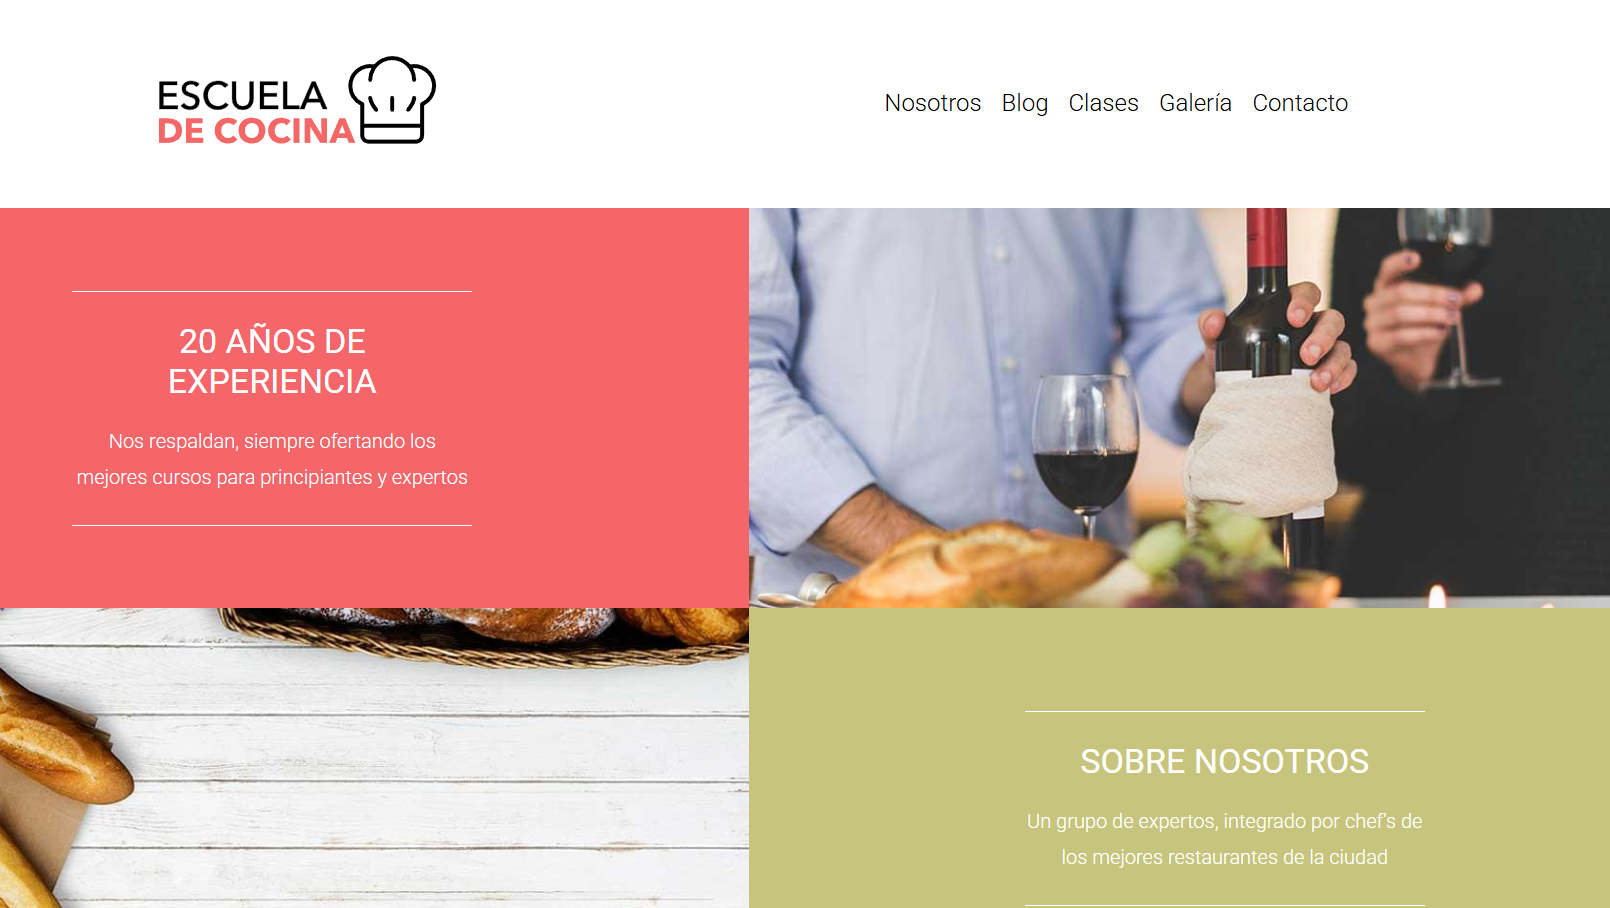 ESCUELA
DE COCINA
Nosotros Blog Clases Galería Contacto
20 AÑOS DE
EXPERIENCIA
Nos respaldan, siempre ofertando los
mejores cursos para principiantes y expertos
SOBRE NOSOTROS
Un grupo de expertos, integrado por chef's de
los mejores restaurantes de la ciudad